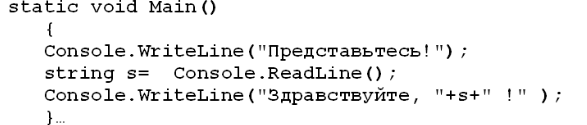 static void Main()
{
Console.WriteLine("Представьтесь!");
string s=  Console.ReadLine();
Console.WriteLine("Здравствуйте, "+s+" !" );
}…